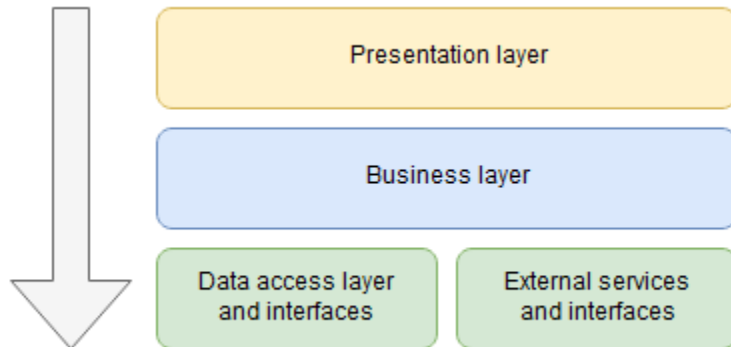 Presentation layer
Business layer
Data access layer
and interfaces
External services
and interfaces